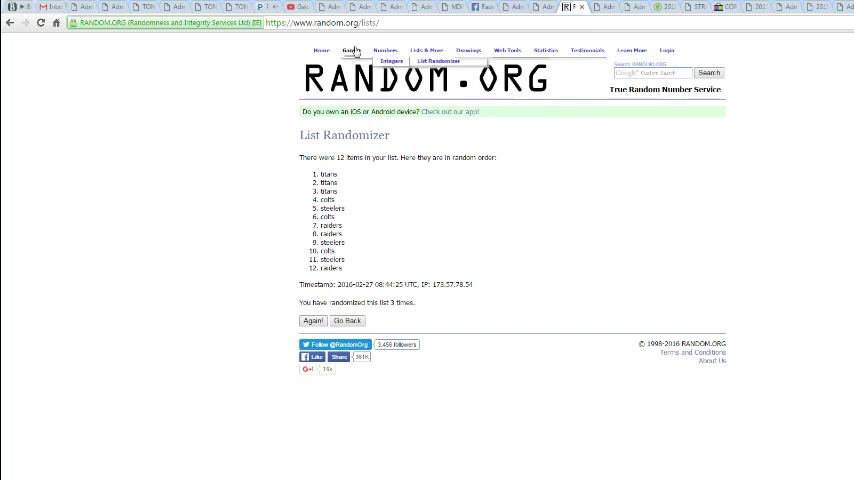 RANDOM.ORG (Randomness and Integrity Services Ltd) [IE] https://www.random.org/lists/
Home Numbers Lists & More Drawings Web Tools Statistics Testimonials Learn More Login
Integers List Randomizer
Search RANDOM.ORG
Google Custom Search Search
RANDOM.ORG
True Random Number Service
Do you own an iOS or Android device? Check out our app!
List Randomizer
There were 12 items in your list. Here they are in random order:
1. titans
2. titans
3. titans
4. colts
5. steelers
6. colts
7. raiders
8. raiders
9. steelers
10. colts
11. steelers
12. raiders
Timestamp: 2016-02-27 08:44:25 UTC, IP: 173.57.78.54
You have randomized this list 3 times.
Again! Go Back
Follow @RandomOrg 3,456 followers
Like Share 381K
G+1 19k
© 1998-2016 RANDOM.ORG
Terms and Conditions
About Us